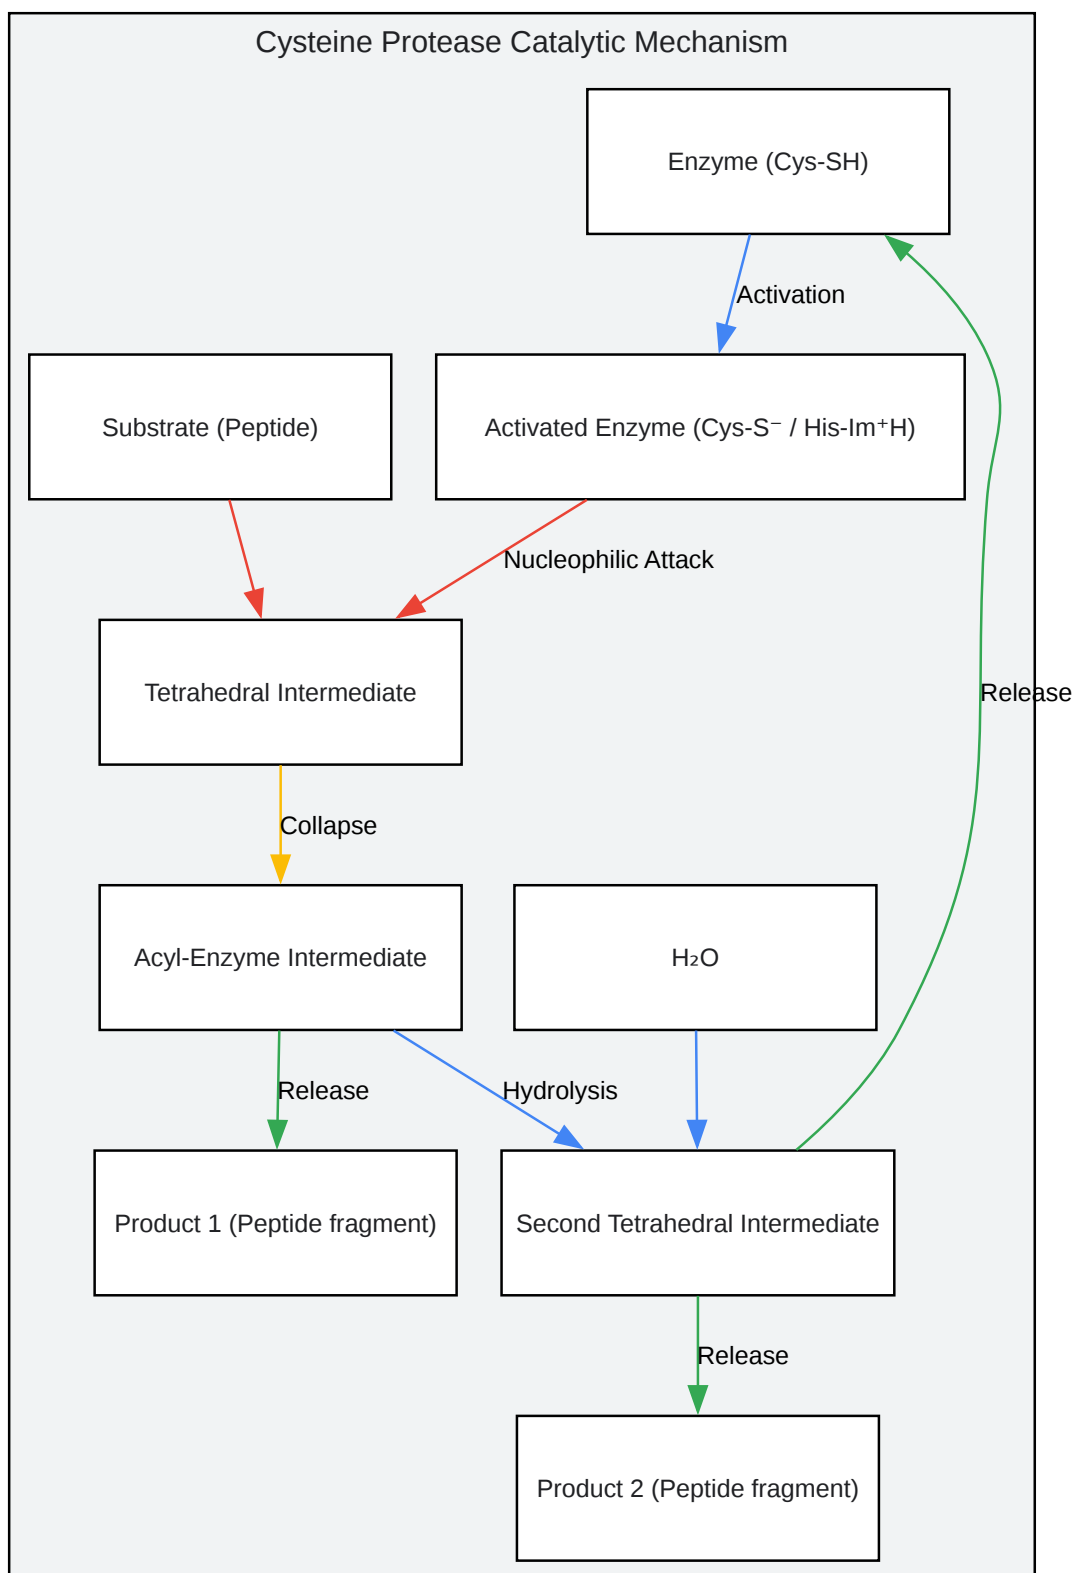 Cysteine Protease Catalytic Mechanism
Enzyme (Cys-SH)
Activation
Substrate (Peptide)
Activated Enzyme (Cys-S⁻ / His-Im⁺H)
Nucleophilic Attack
Tetrahedral Intermediate
Release
Collapse
Acyl-Enzyme Intermediate
H₂O
Release
Hydrolysis
Product 1 (Peptide fragment)
Second Tetrahedral Intermediate
Release
Product 2 (Peptide fragment)